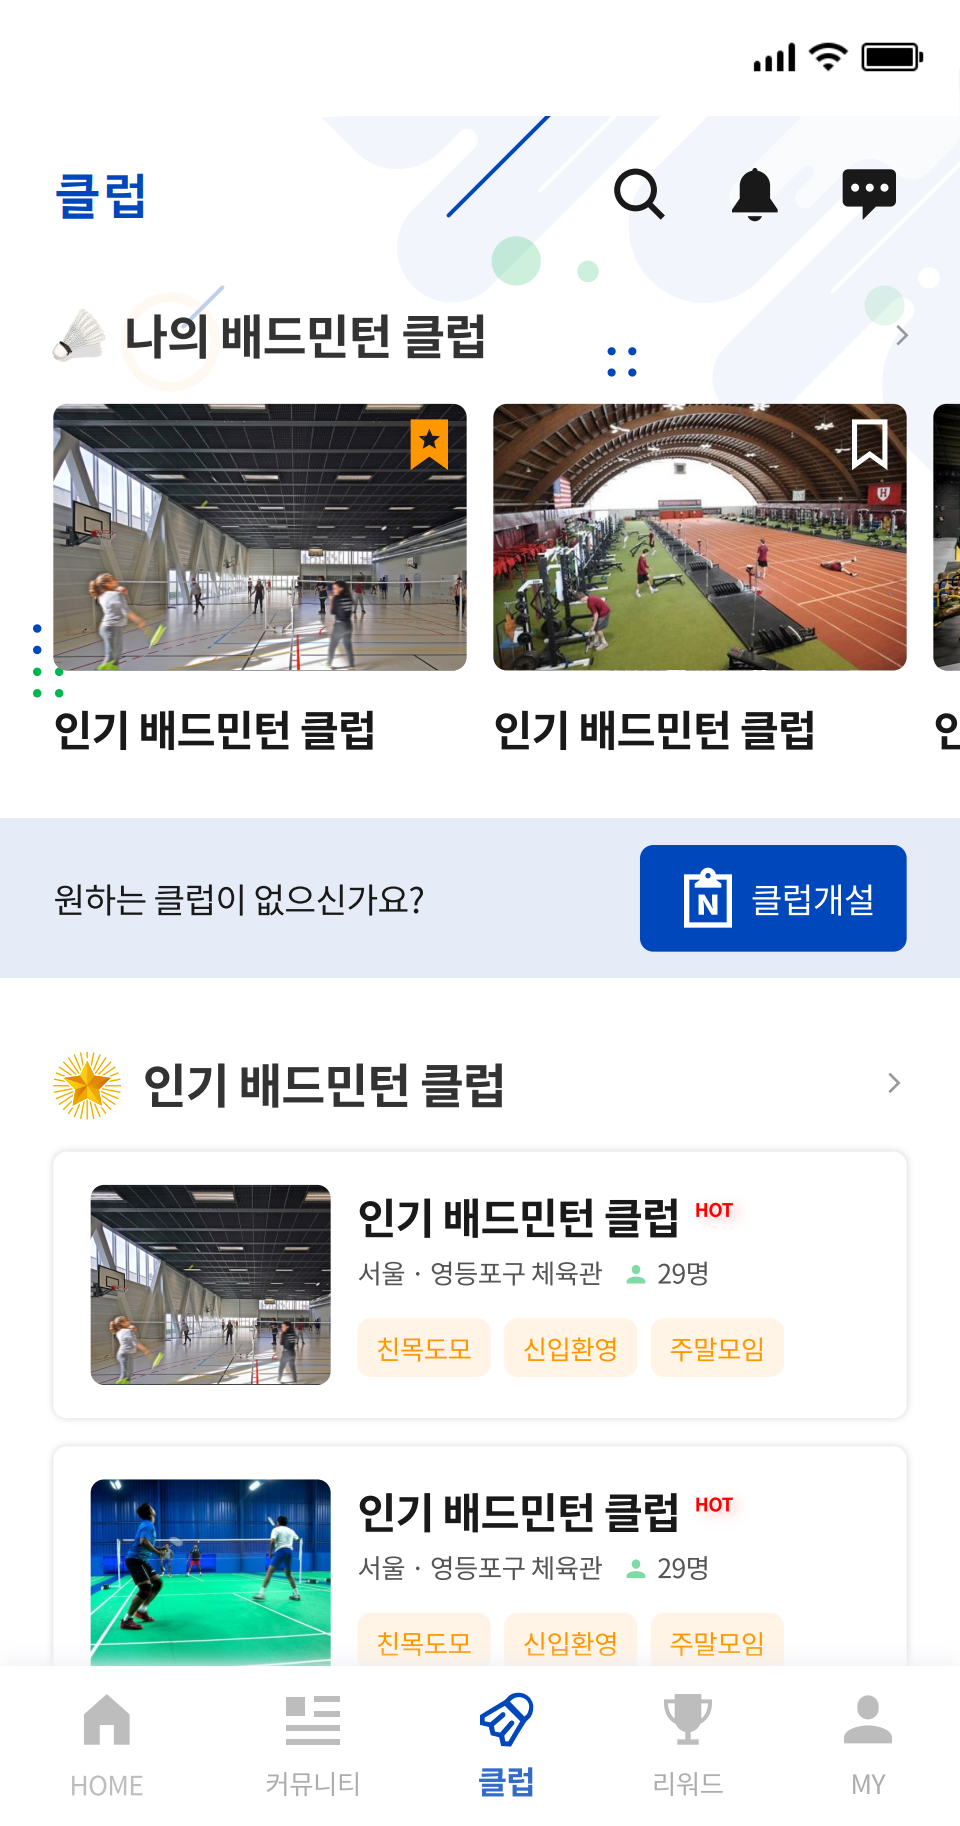 클럽
나의 배드민턴 클럽
인기 배드민턴 클럽
인기 배드민턴 클럽
인
원하는 클럽이 없으신가요?
N 클럽개설
인기 배드민턴 클럽
인기 배드민턴 클럽 HOT
서울 · 영등포구 체육관 29명
친목도모 신입환영 주말모임
인기 배드민턴 클럽 HOT
서울 · 영등포구 체육관 29명
친목도모 신입환영 주말모임
HOME 커뮤니티 클럽 리워드 MY